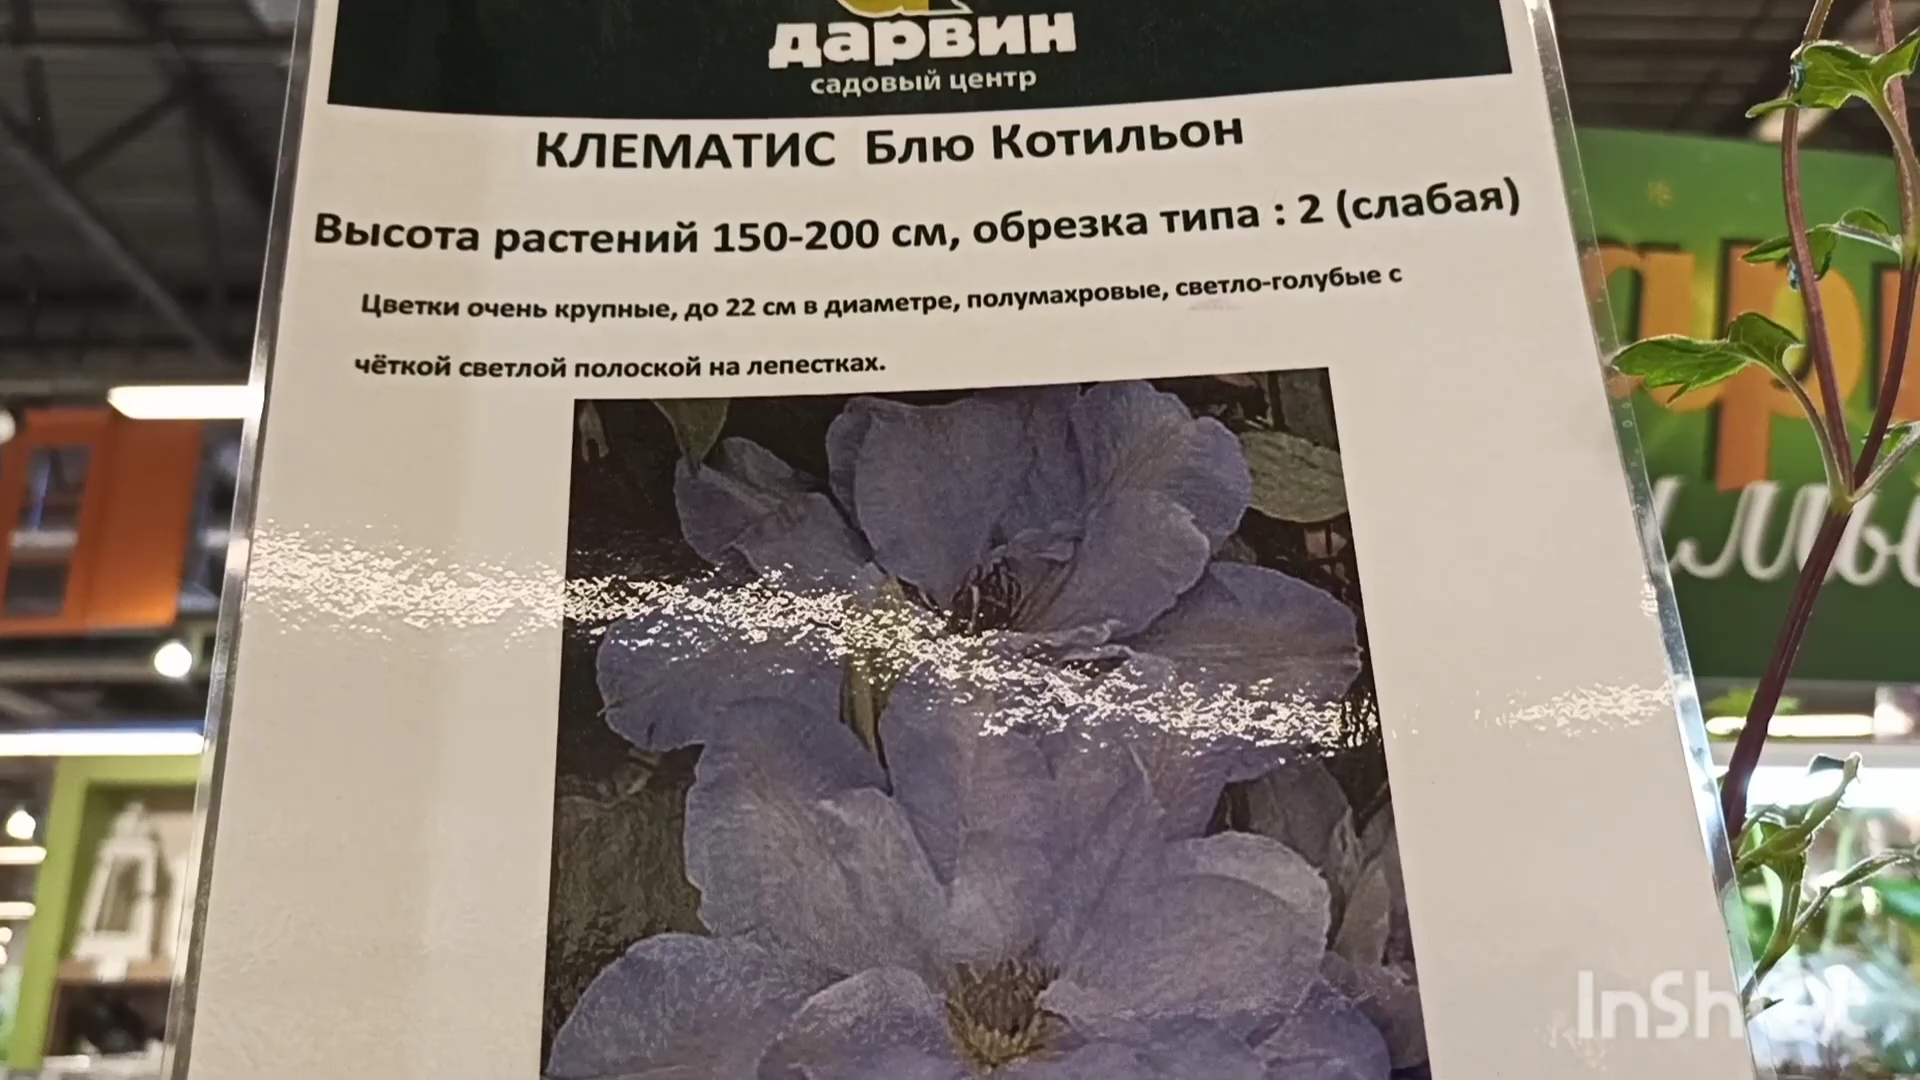 дарвин
садовый центр
КЛЕМАТИС Блю Котильон
Высота растений 150-200 см, обрезка типа : 2 (слабая)
Цветки очень крупные, до 22 см в диаметре, полумахровые, светло-голубые с
чёткой светлой полоской на лепестках.
InShot